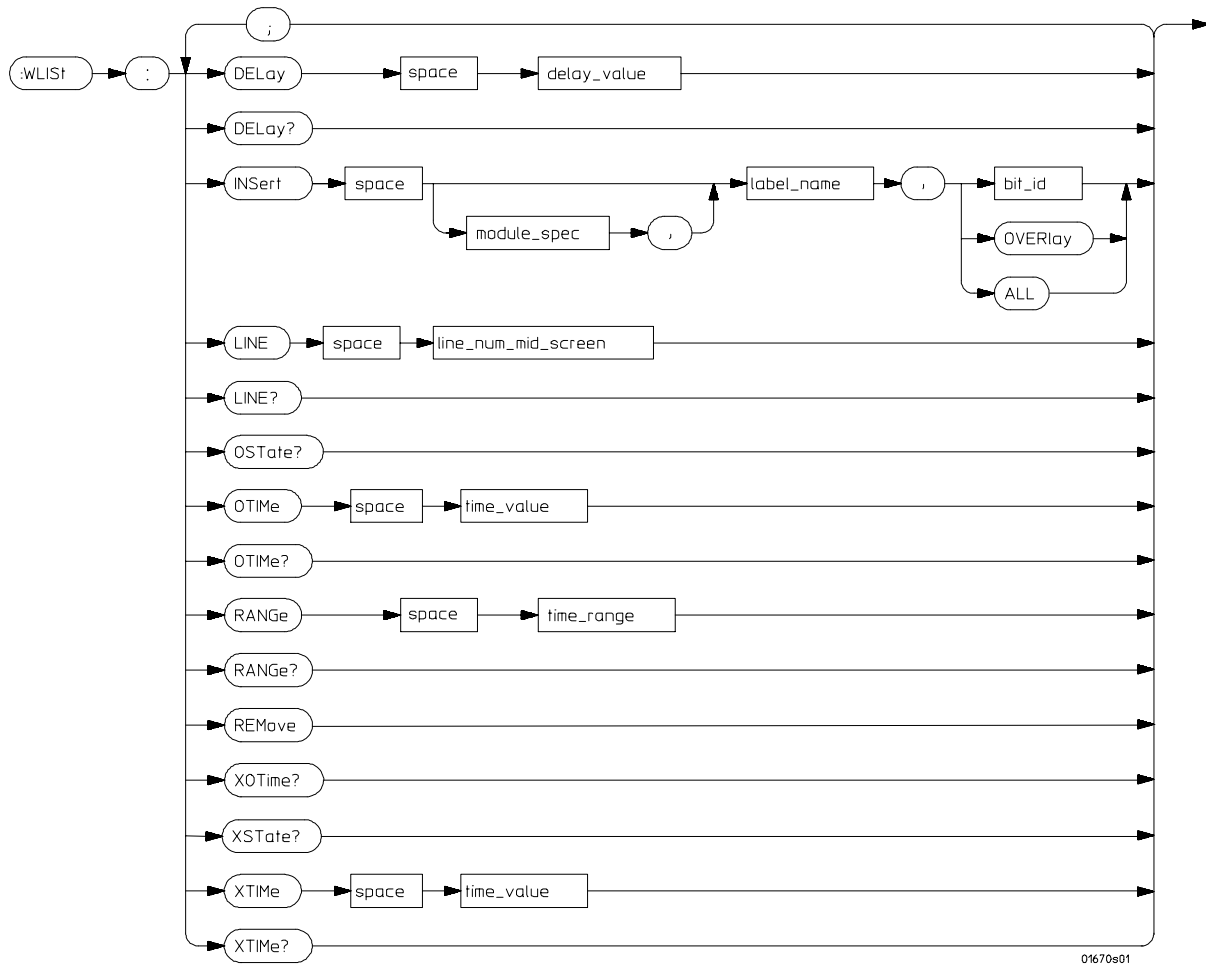 ;
:WLISt : DELay space delay_value
DELay?
INSert space label_name , bit_id
module_spec , OVERlay
ALL
LINE space line_num_mid_screen
LINE?
OSTate?
OTIMe space time_value
OTIMe?
RANGe space time_range
RANGe?
REMove
XOTime?
XSTate?
XTIMe space time_value
XTIMe?
01670s01